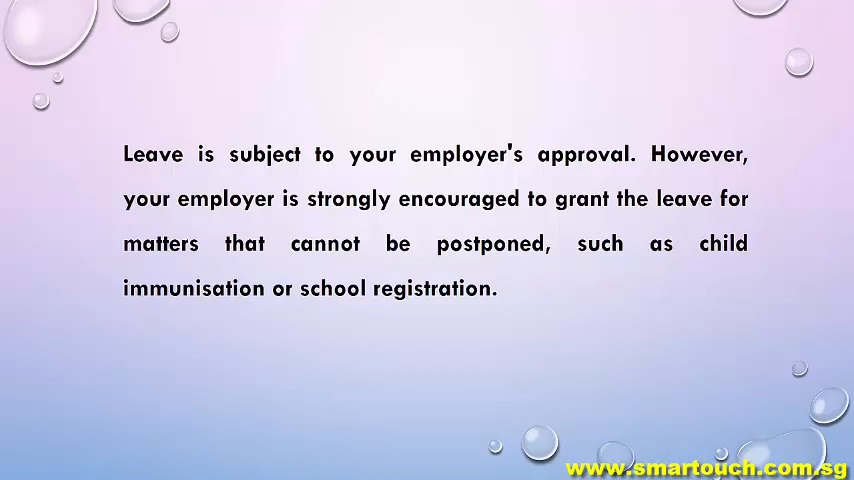 Leave is subject to your employer's approval. However,
your employer is strongly encouraged to grant the leave for
matters that cannot be postponed, such as child
immunisation or school registration.
www.smartouch.com.sg